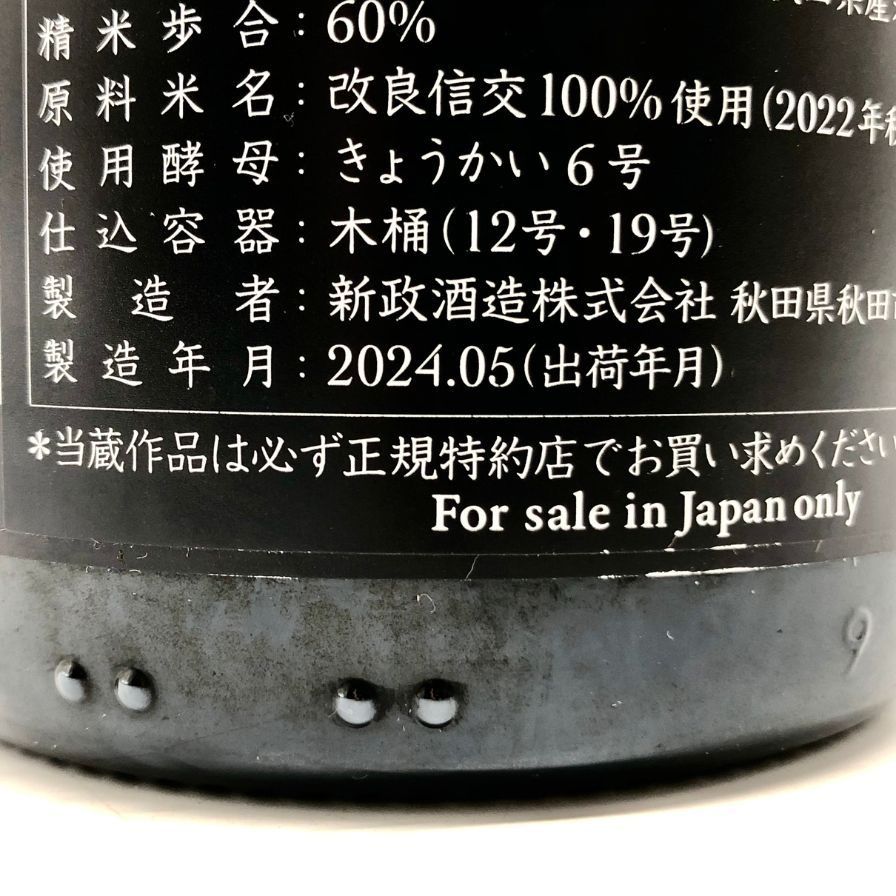 県産
精米歩合：60%
原料米名：改良信交100%使用(2022年
使用酵母：きょうかい6号
仕込容器：木桶(12号・19号)
製造者：新政酒造株式会社 秋田県秋田
製造年月：2024.05(出荷年月)
*当蔵作品は必ず正規特約店でお買い求めください
For sale in Japan only
9